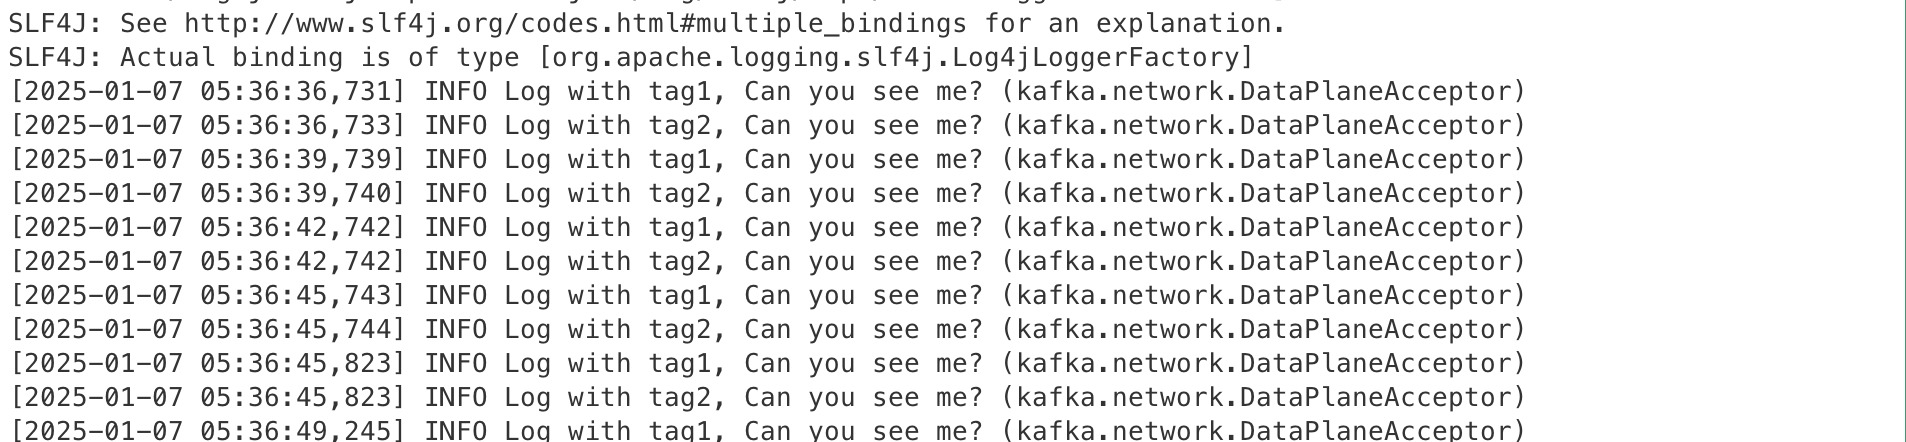 SLF4J: See http://www.slf4j.org/codes.html#multiple_bindings for an explanation.
SLF4J: Actual binding is of type [org.apache.logging.slf4j.Log4jLoggerFactory]
[2025-01-07 05:36:36,731] INFO Log with tag1, Can you see me? (kafka.network.DataPlaneAcceptor)
[2025-01-07 05:36:36,733] INFO Log with tag2, Can you see me? (kafka.network.DataPlaneAcceptor)
[2025-01-07 05:36:39,739] INFO Log with tag1, Can you see me? (kafka.network.DataPlaneAcceptor)
[2025-01-07 05:36:39,740] INFO Log with tag2, Can you see me? (kafka.network.DataPlaneAcceptor)
[2025-01-07 05:36:42,742] INFO Log with tag1, Can you see me? (kafka.network.DataPlaneAcceptor)
[2025-01-07 05:36:42,742] INFO Log with tag2, Can you see me? (kafka.network.DataPlaneAcceptor)
[2025-01-07 05:36:45,743] INFO Log with tag1, Can you see me? (kafka.network.DataPlaneAcceptor)
[2025-01-07 05:36:45,744] INFO Log with tag2, Can you see me? (kafka.network.DataPlaneAcceptor)
[2025-01-07 05:36:45,823] INFO Log with tag1, Can you see me? (kafka.network.DataPlaneAcceptor)
[2025-01-07 05:36:45,823] INFO Log with tag2, Can you see me? (kafka.network.DataPlaneAcceptor)
[2025-01-07 05:36:49,245] INFO Log with tag1, Can you see me? (kafka.network.DataPlaneAcceptor)